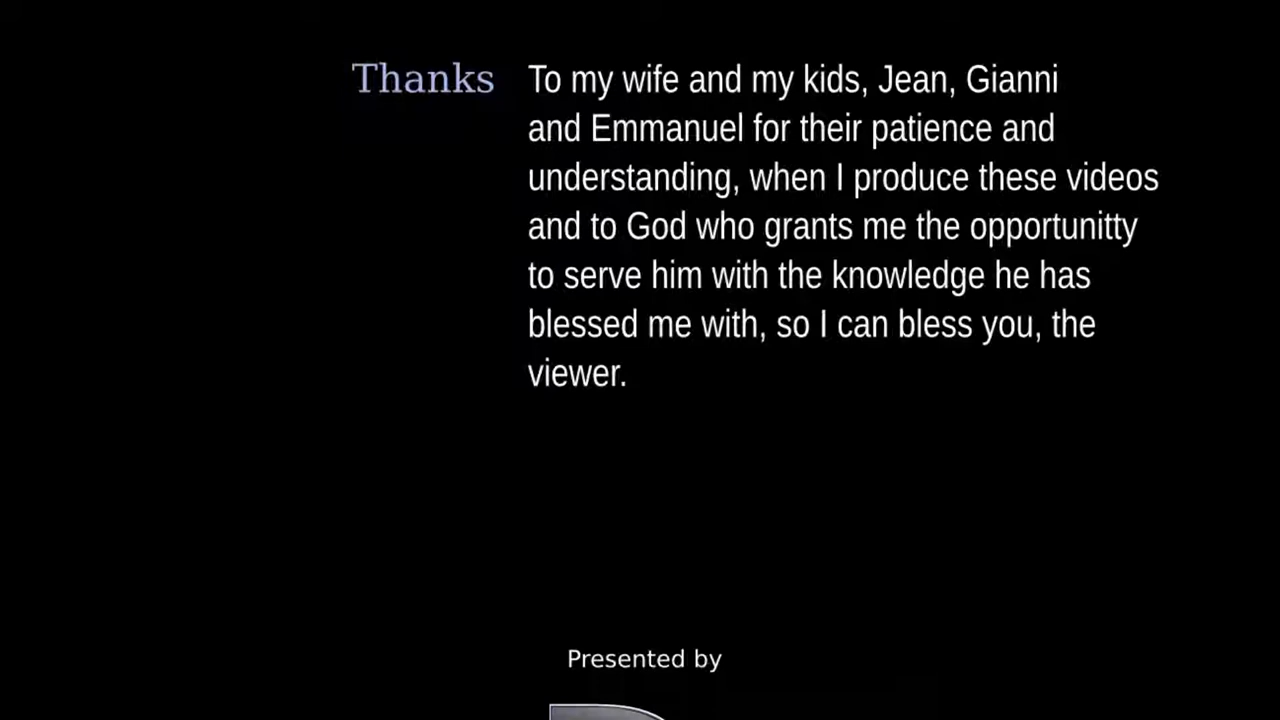 Thanks To my wife and my kids, Jean, Gianni
and Emmanuel for their patience and
understanding, when I produce these videos
and to God who grants me the opportunitty
to serve him with the knowledge he has
blessed me with, so I can bless you, the
viewer.
Presented by